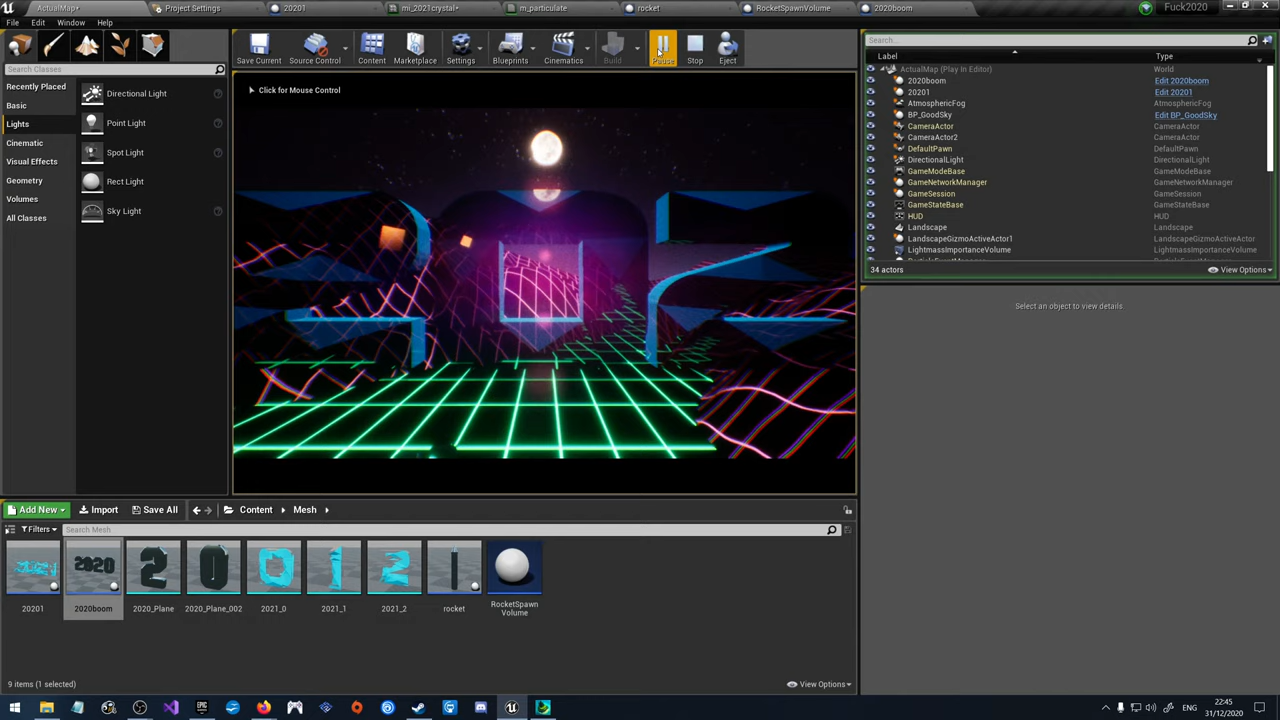 ActualMap*
Project Settings
20201
mi_2021crystal*
m_particulate
rocket
RocketSpawnVolume
2020boom
Fuck2020
File
Edit
Window
Help
Search Classes
Recently Placed
Basic
Lights
Cinematic
Visual Effects
Geometry
Volumes
All Classes
Directional Light
Point Light
Spot Light
Rect Light
Sky Light
Save Current
Source Control
Content
Marketplace
Settings
Blueprints
Cinematics
Build
Pause
Stop
Eject
Click for Mouse Control
Search...
Label Type
ActualMap (Play In Editor) World
2020boom Edit 2020boom
20201 Edit 20201
AtmosphericFog AtmosphericFog
BP_GoodSky Edit BP_GoodSky
CameraActor CameraActor
CameraActor2 CameraActor
DefaultPawn DefaultPawn
DirectionalLight DirectionalLight
GameModeBase GameModeBase
GameNetworkManager GameNetworkManager
GameSession GameSession
GameStateBase GameStateBase
HUD HUD
Landscape Landscape
LandscapeGizmoActiveActor1 LandscapeGizmoActor
LightmassImportanceVolume LightmassImportanceVolume
34 actors
View Options
Select an object to view details.
Add New
Import
Save All
Content
Mesh
Filters
Search Mesh
20201
2020boom
2020_Plane
2020_Plane_002
2021_0
2021_1
2021_2
rocket
RocketSpawn
Volume
9 items (1 selected)
View Options
ENG
22:45
31/12/2020